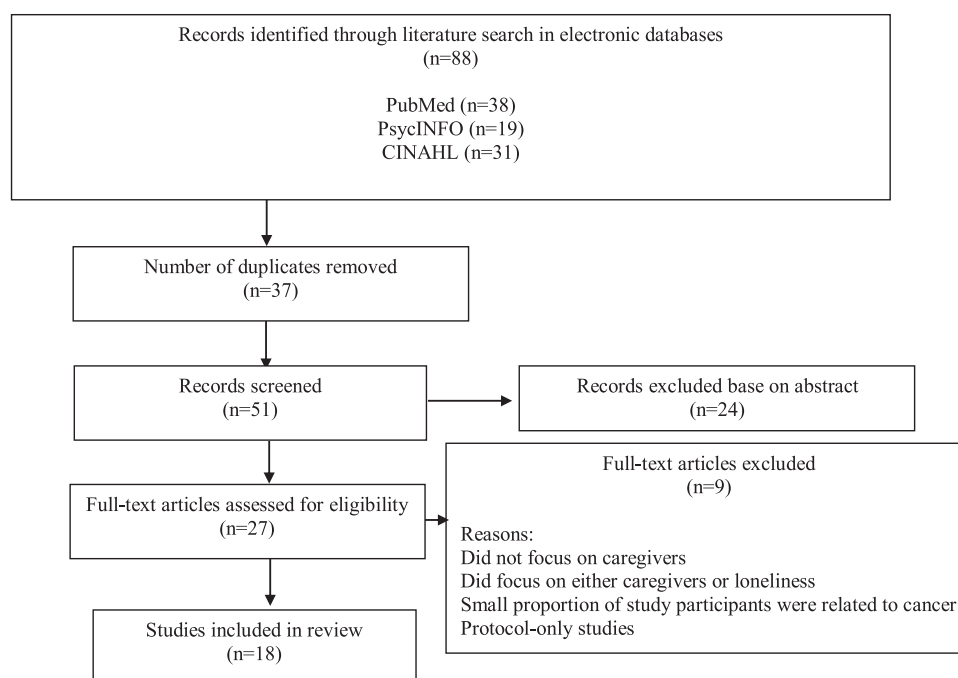 Records identified through literature search in electronic databases
(n=88)
PubMed (n=38)
PsycINFO (n=19)
CINAHL (n=31)
Number of duplicates removed
(n=37)
Records screened
(n=51)
Records excluded base on abstract
(n=24)
Full-text articles assessed for eligibility
(n=27)
Full-text articles excluded
(n=9)
Reasons:
Did not focus on caregivers
Did focus on either caregivers or loneliness
Small proportion of study participants were related to cancer
Protocol-only studies
Studies included in review
(n=18)